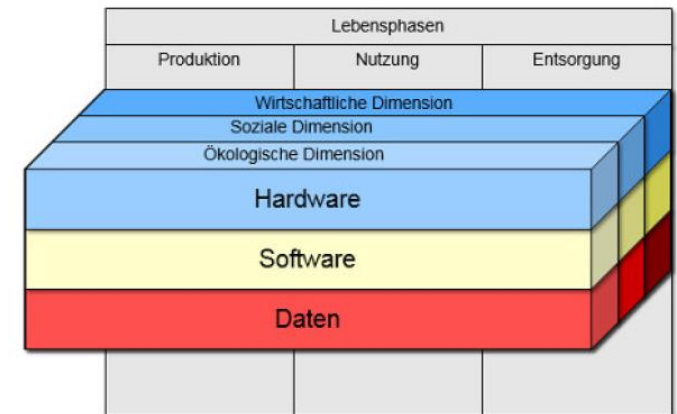 Lebensphasen
Produktion Nutzung Entsorgung
Wirtschaftliche Dimension
Soziale Dimension
Ökologische Dimension
Hardware
Software
Daten